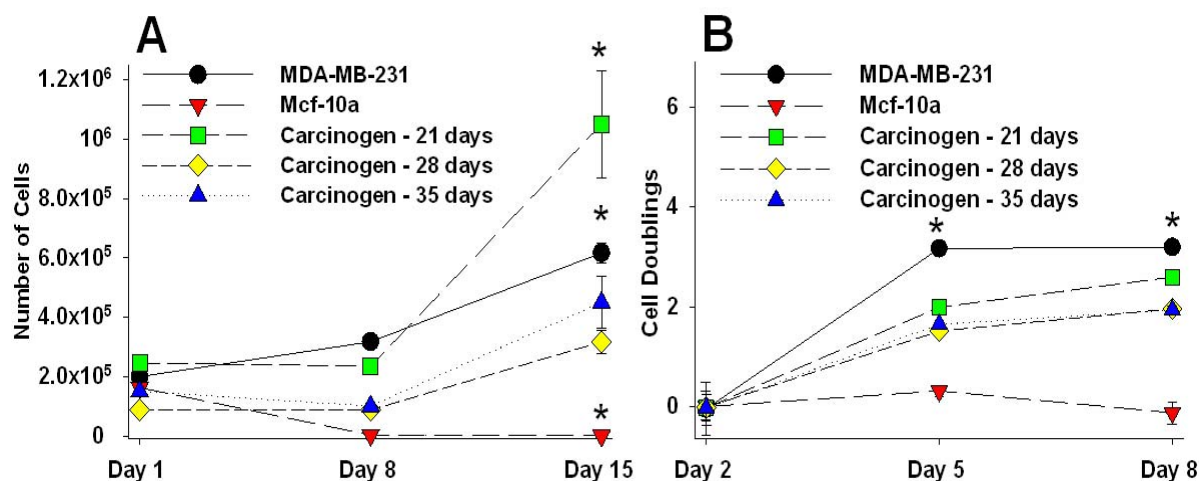 A
MDA-MB-231
Mcf-10a
Carcinogen - 21 days
Carcinogen - 28 days
Carcinogen - 35 days
Number of Cells
1.2x10⁶
10⁶
8.0x10⁵
6.0x10⁵
4.0x10⁵
2.0x10⁵
0
*
*
*
Day 1
Day 8
Day 15
B
MDA-MB-231
Mcf-10a
Carcinogen - 21 days
Carcinogen - 28 days
Carcinogen - 35 days
Cell Doublings
6
4
2
0
*
*
Day 2
Day 5
Day 8